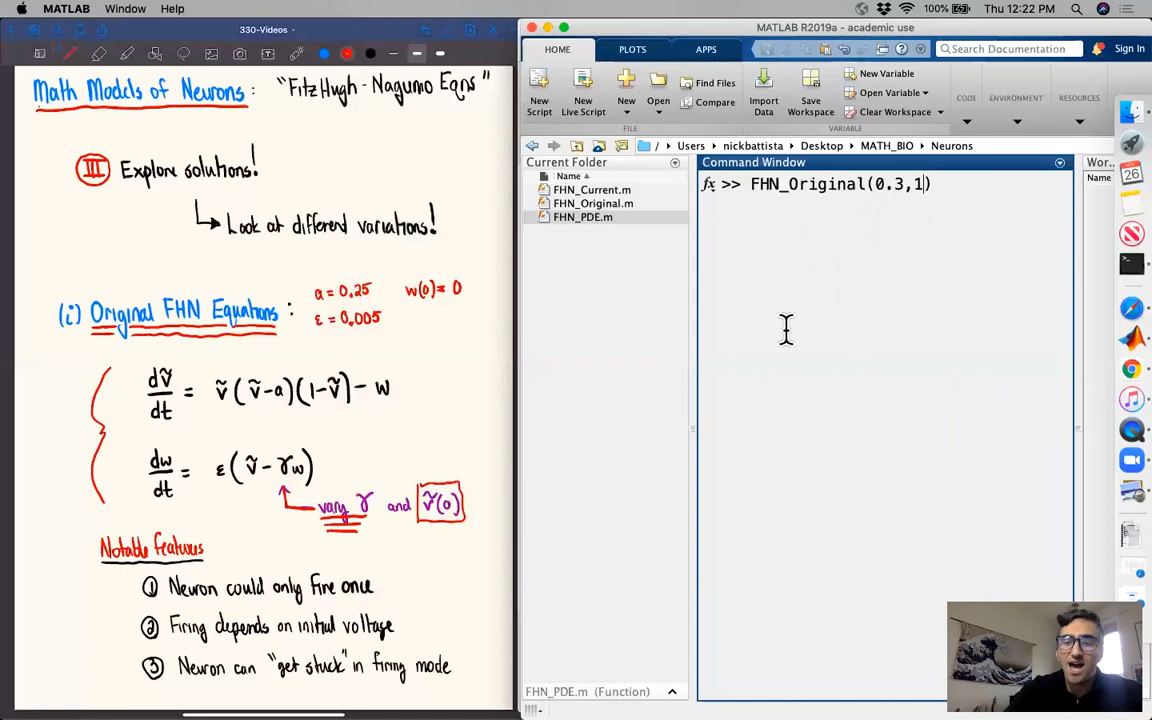 MATLAB Window Help
100% Thu 12:22 PM
330-Videos
Math Models of Neurons: "FitzHugh-Nagumo Eqns"
III Explore solutions!
Look at different variations!
(i) Original FHN Equations:
a = 0.25 w(0) = 0
ε = 0.005
dṽ/dt = ṽ(ṽ-a)(1-ṽ) - w
dw/dt = ε(ṽ - γw)
vary γ and ṽ(0)
Notable features
① Neuron could only fire once
② Firing depends on initial voltage
③ Neuron can "get stuck" in firing mode
MATLAB R2019a - academic use
HOME PLOTS APPS
Search Documentation
Sign In
New Script
New Live Script
New
Open
Find Files
Compare
Import Data
Save Workspace
New Variable
Open Variable
Clear Workspace
CODE
ENVIRONMENT
RESOURCES
FILE
VARIABLE
/ Users nickbattista Desktop MATH_BIO Neurons
Current Folder
Name
FHN_Current.m
FHN_Original.m
FHN_PDE.m
FHN_PDE.m (Function)
Command Window
fx >> FHN_Original(0.3,1)
Wor...
Name
26